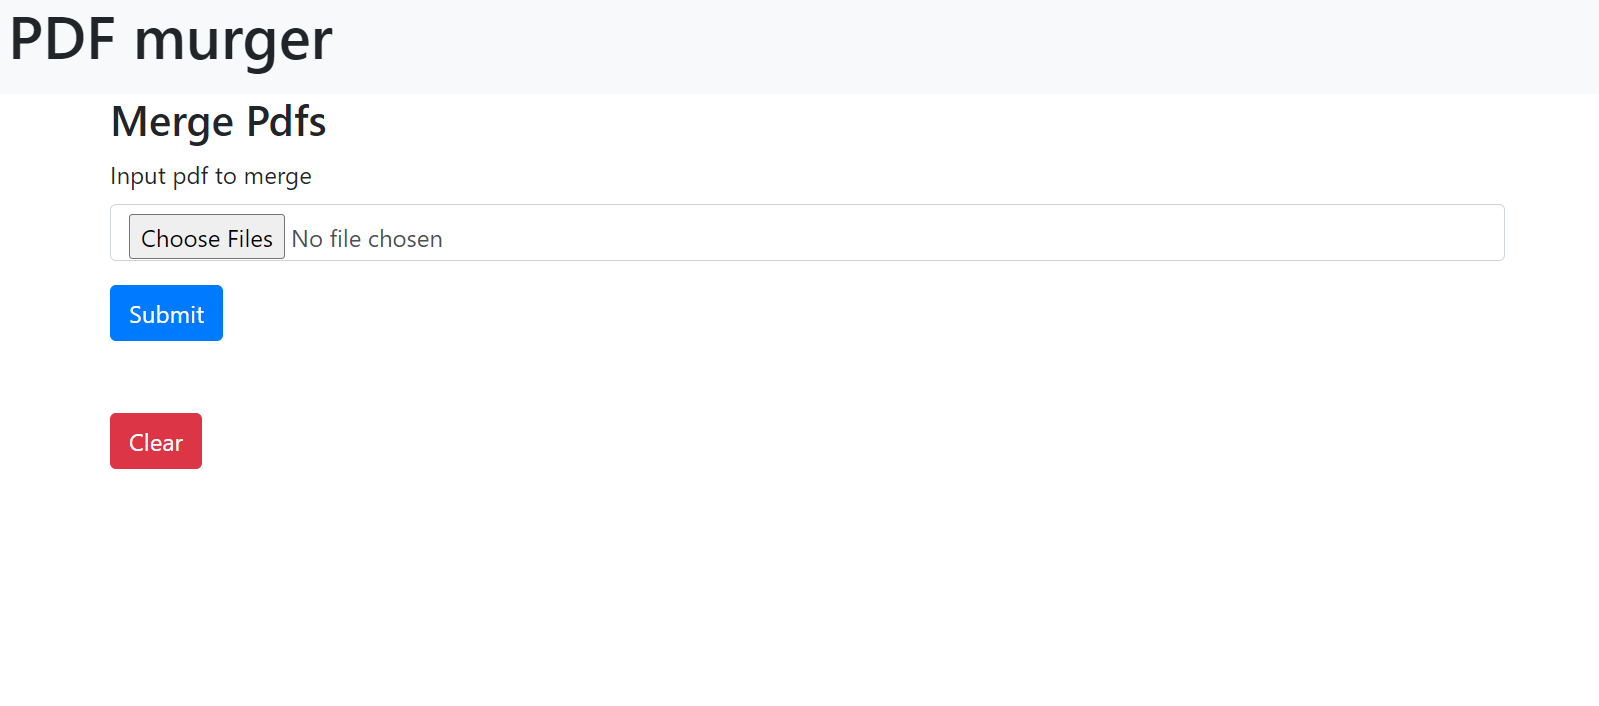 PDF murger
Merge Pdfs
Input pdf to merge
Choose Files No file chosen
Submit
Clear